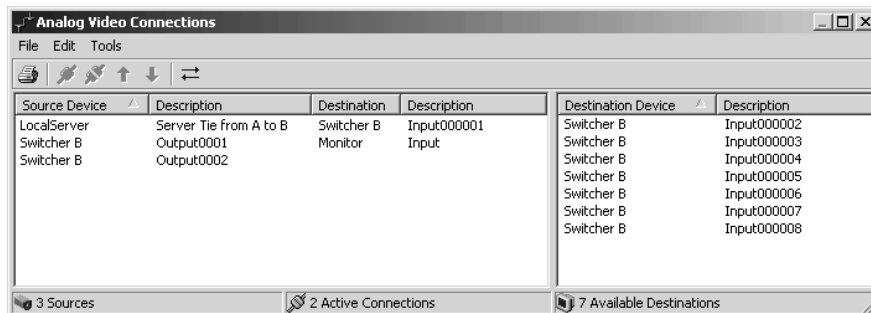 Analog Video Connections
File Edit Tools
Source Device Description Destination Description Destination Device Description
LocalServer Server Tie from A to B Switcher B Input000001
Switcher B Output0001 Monitor Input
Switcher B Output0002
Switcher B Input000002
Switcher B Input000003
Switcher B Input000004
Switcher B Input000005
Switcher B Input000006
Switcher B Input000007
Switcher B Input000008
3 Sources 2 Active Connections 7 Available Destinations